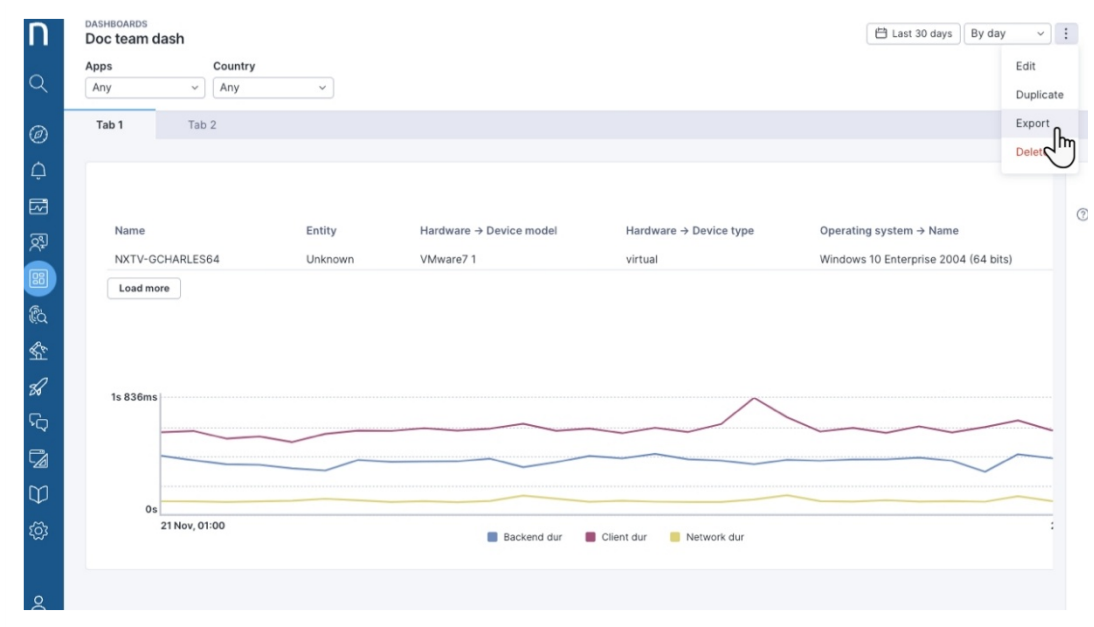 DASHBOARDS
Doc team dash
Last 30 days
By day
Apps
Country
Any
Any
Edit
Duplicate
Export
Tab 1
Tab 2
Name
Entity
Hardware → Device model
Hardware → Device type
Operating system → Name
NXTV-GCHARLES64
Unknown
VMware7 1
virtual
Windows 10 Enterprise 2004 (64 bits)
Load more
1s 836ms
0s
21 Nov, 01:00
Backend dur
Client dur
Network dur